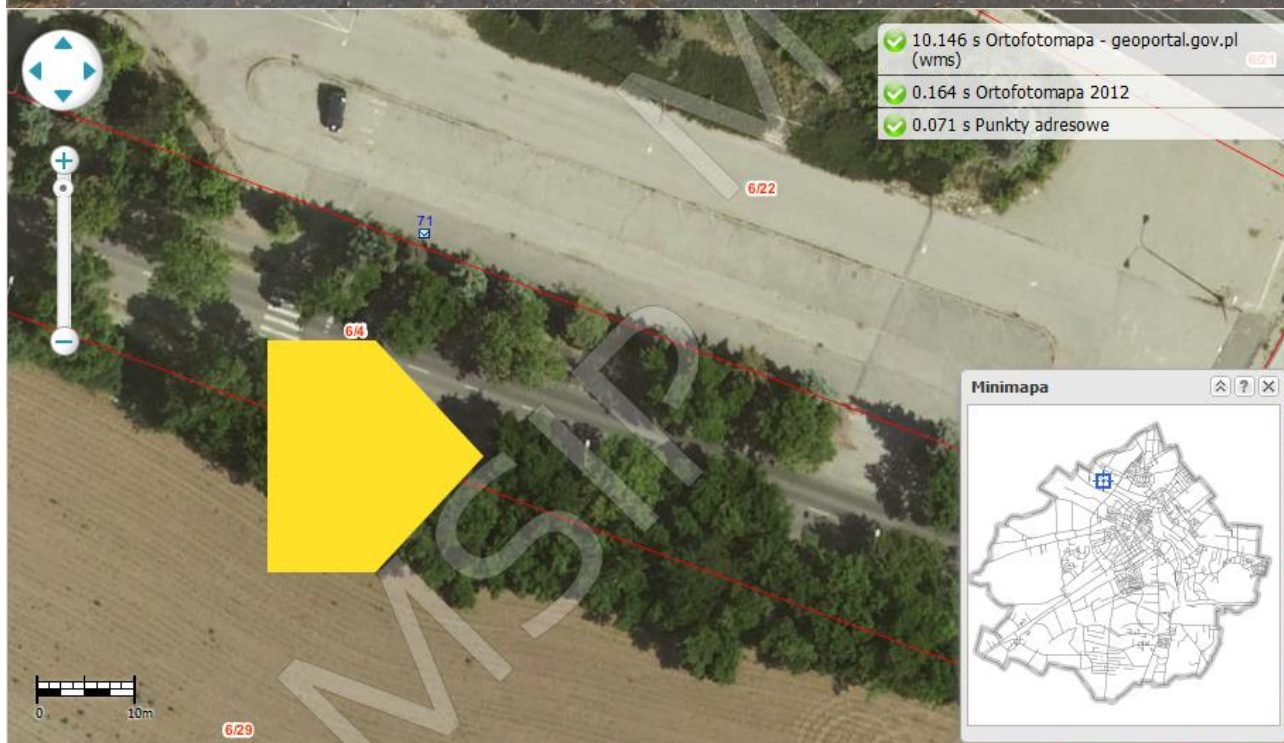 10.146 s Ortofotomapa - geoportal.gov.pl
(wms)
6/21
0.164 s Ortofotomapa 2012
0.071 s Punkty adresowe
6/22
71
6/4
Minimapa
MSIP
M
0 10m
6/29